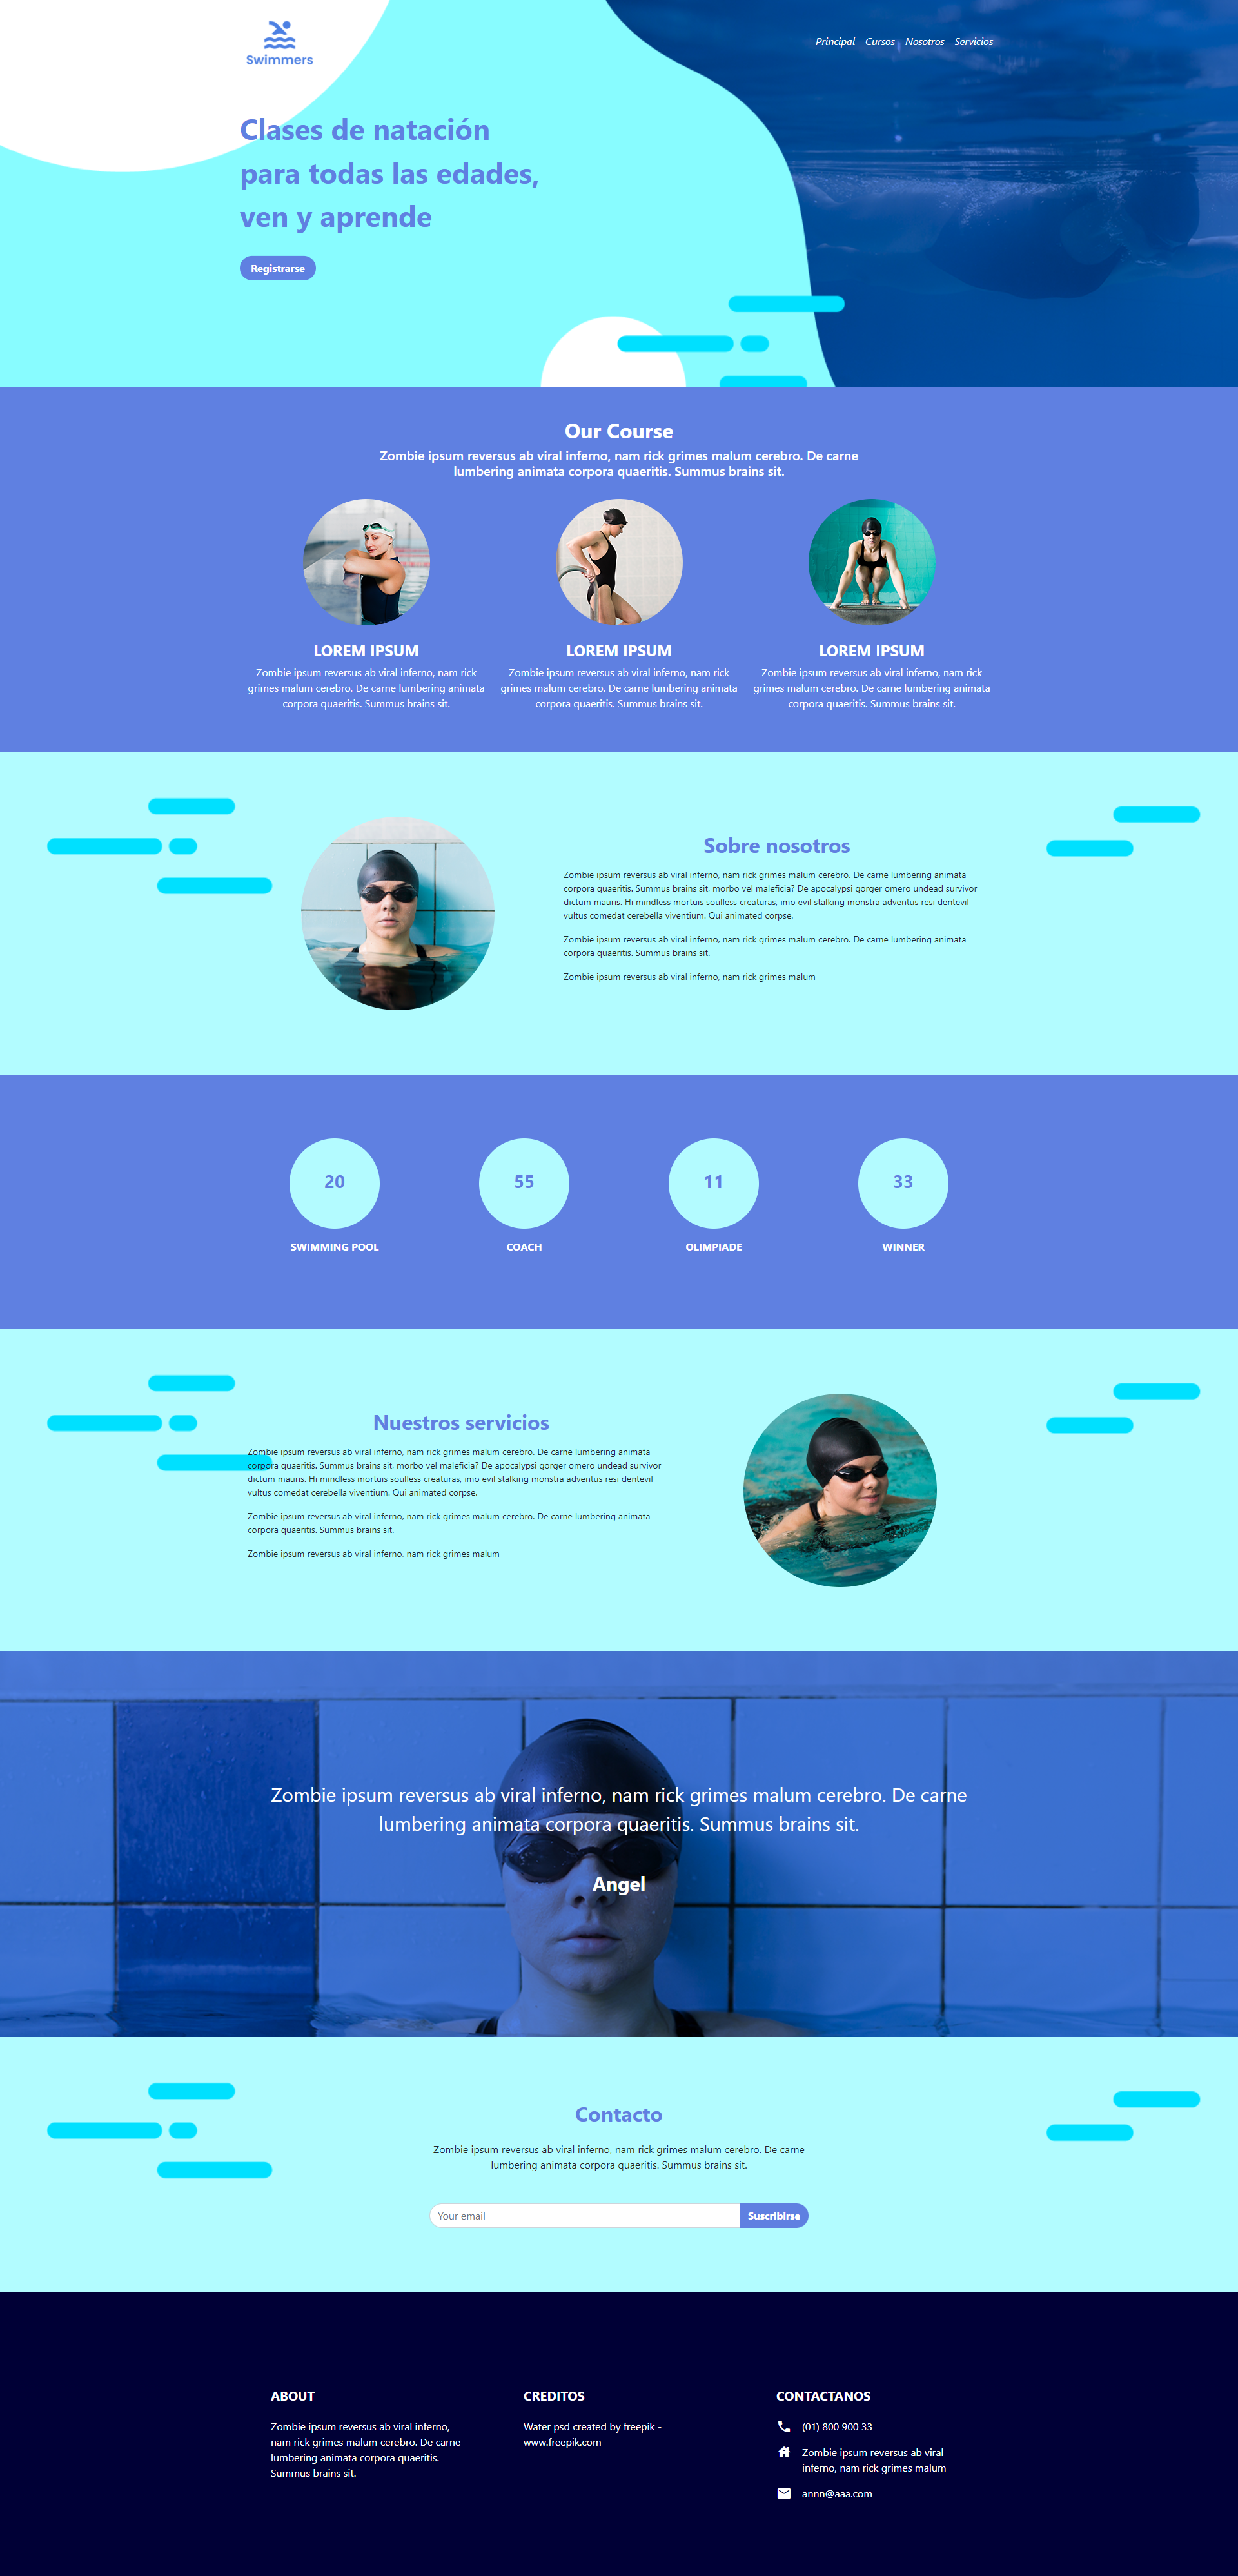 Swimmers
Principal Cursos Nosotros Servicios
Clases de natación
para todas las edades,
ven y aprende
Registrarse
Our Course
Zombie ipsum reversus ab viral inferno, nam rick grimes malum cerebro. De carne
lumbering animata corpora quaeritis. Summus brains sit.
LOREM IPSUM
Zombie ipsum reversus ab viral inferno, nam rick
grimes malum cerebro. De carne lumbering animata
corpora quaeritis. Summus brains sit.
LOREM IPSUM
Zombie ipsum reversus ab viral inferno, nam rick
grimes malum cerebro. De carne lumbering animata
corpora quaeritis. Summus brains sit.
LOREM IPSUM
Zombie ipsum reversus ab viral inferno, nam rick
grimes malum cerebro. De carne lumbering animata
corpora quaeritis. Summus brains sit.
Sobre nosotros
Zombie ipsum reversus ab viral inferno, nam rick grimes malum cerebro. De carne lumbering animata
corpora quaeritis. Summus brains sit, morbo vel maleficia? De apocalypsi gorger omero undead survivor
dictum mauris. Hi mindless mortuis soulless creaturas, imo evil stalking monstra adventus resi dentevil
vultus comedat cerebella viventium. Qui animated corpse.
Zombie ipsum reversus ab viral inferno, nam rick grimes malum cerebro. De carne lumbering animata
corpora quaeritis. Summus brains sit.
Zombie ipsum reversus ab viral inferno, nam rick grimes malum
20
SWIMMING POOL
55
COACH
11
OLIMPIADE
33
WINNER
Nuestros servicios
Zombie ipsum reversus ab viral inferno, nam rick grimes malum cerebro. De carne lumbering animata
corpora quaeritis. Summus brains sit, morbo vel maleficia? De apocalypsi gorger omero undead survivor
dictum mauris. Hi mindless mortuis soulless creaturas, imo evil stalking monstra adventus resi dentevil
vultus comedat cerebella viventium. Qui animated corpse.
Zombie ipsum reversus ab viral inferno, nam rick grimes malum cerebro. De carne lumbering animata
corpora quaeritis. Summus brains sit.
Zombie ipsum reversus ab viral inferno, nam rick grimes malum
Zombie ipsum reversus ab viral inferno, nam rick grimes malum cerebro. De carne
lumbering animata corpora quaeritis. Summus brains sit.
Angel
Contacto
Zombie ipsum reversus ab viral inferno, nam rick grimes malum cerebro. De carne
lumbering animata corpora quaeritis. Summus brains sit.
Your email
Suscribirse
ABOUT
Zombie ipsum reversus ab viral inferno,
nam rick grimes malum cerebro. De carne
lumbering animata corpora quaeritis.
Summus brains sit.
CREDITOS
Water psd created by freepik -
www.freepik.com
CONTACTANOS
(01) 800 900 33
Zombie ipsum reversus ab viral
inferno, nam rick grimes malum
annn@aaa.com